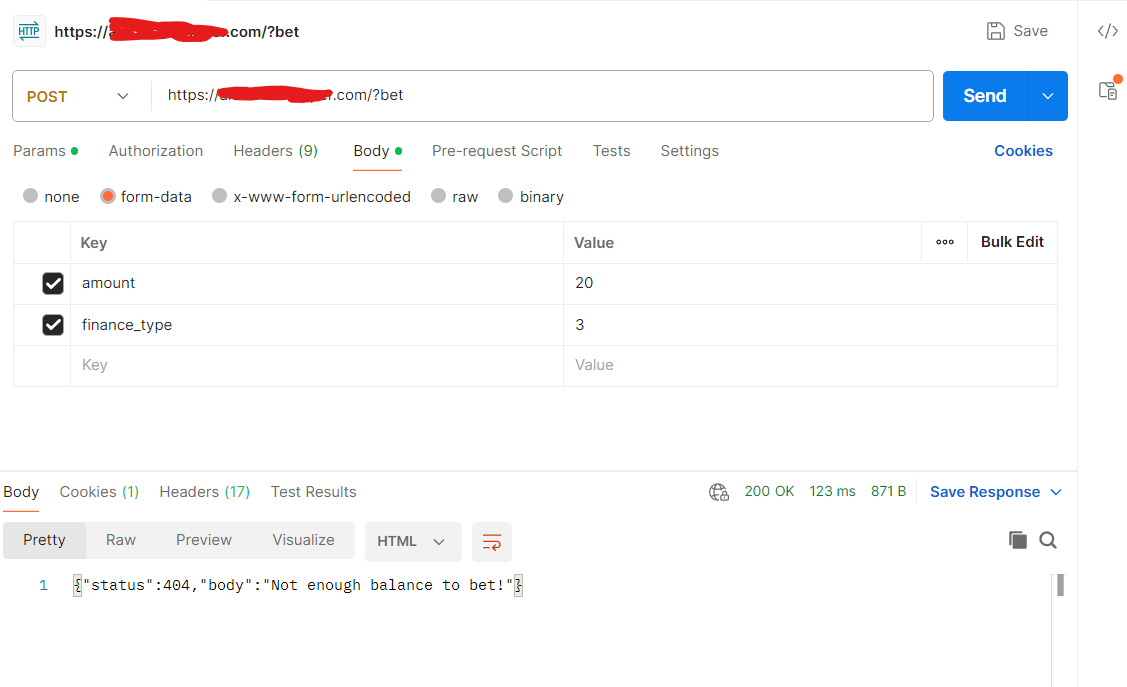 HTTP https:// .com/?bet Save
POST https:// .com/?bet Send
Params Authorization Headers (9) Body Pre-request Script Tests Settings Cookies
none form-data x-www-form-urlencoded raw binary
Key Value Bulk Edit
amount 20
finance_type 3
Key Value
Body Cookies (1) Headers (17) Test Results 200 OK 123 ms 871 B Save Response
Pretty Raw Preview Visualize HTML
1 {"status":404,"body":"Not enough balance to bet!"}